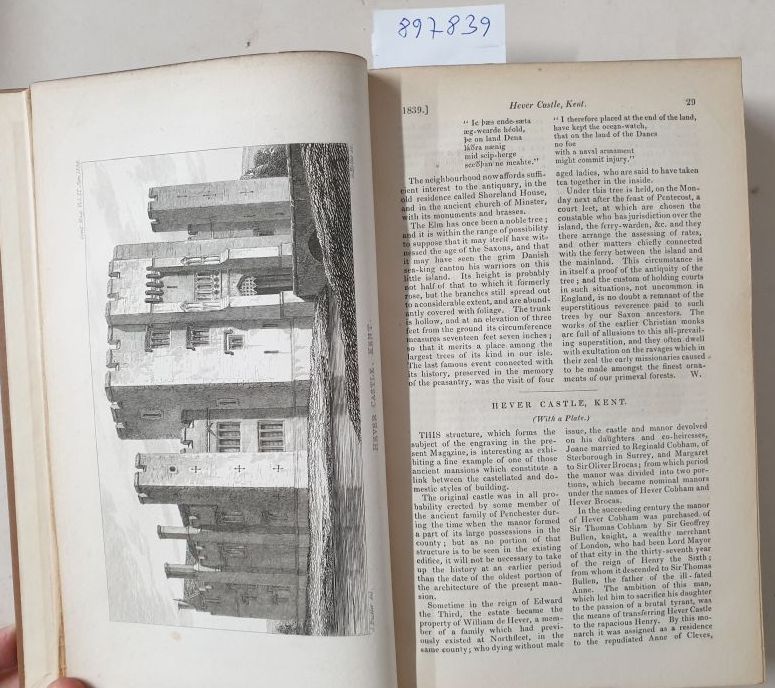 897839
HEVER CASTLE, KENT.
1839.]
Hever Castle, Kent.
29
" Ic þæs ende-sæta
æg-wearde héold,
þe on land Dena
láðra nænig
mid scip-herge
sceððan ne meahte."
" I therefore placed at the end of the land,
have kept the ocean-watch,
that on the land of the Danes
no foe
with a naval armament
might commit injury."
The neighbourhood now affords suffi-
cient interest to the antiquary, in the
old residence called Shoreland House,
and in the ancient church of Minster,
with its monuments and brasses.
The Elm has once been a noble tree;
and it is within the range of possibility
to suppose that it may itself have wit-
nessed the age of the Saxons, and that
it may have seen the grim Danish
sea-king canton his warriors on this
little island. Its height is probably
not half of that to which it formerly
rose, but the branches still spread out
to a considerable extent, and are abund-
antly covered with foliage. The trunk
is hollow, and at an elevation of three
feet from the ground its circumference
measures seventeen feet seven inches;
so that it merits a place among the
largest trees of its kind in our isle.
The last famous event connected with
its history, preserved in the memory
of the peasantry, was the visit of four
aged ladies, who are said to have taken
tea together in the inside.
Under this tree is held, on the Mon-
day next after the feast of Pentecost, a
court leet, at which are chosen the
constable who has jurisdiction over the
island, the ferry-warden, &c. and they
there arrange the assessing of rates,
and other matters chiefly connected
with the ferry between the island and
the mainland. This circumstance is
in itself a proof of the antiquity of the
tree; and the custom of holding courts
in such situations, not uncommon in
England, is no doubt a remnant of the
superstitious reverence paid to such
trees by our Saxon ancestors. The
works of the earlier Christian monks
are full of allusions to this all-prevail-
ing superstition, and they often dwell
with exultation on the ravages which in
their zeal the early missionaries caused
to be made amongst the finest orna-
ments of our primeval forests. W.
HEVER CASTLE, KENT.
(With a Plate.)
THIS structure, which forms the
subject of the engraving in the pre-
sent Magazine, is interesting as exhi-
biting a fine example of one of those
ancient mansions which constitute a
link between the castellated and do-
mestic styles of building.
The original castle was in all pro-
bability erected by some member of
the ancient family of Penchester dur-
ing the time when the manor formed
a part of its large possessions in the
county; but as no portion of that
structure is to be seen in the existing
edifice, it will not be necessary to take
up the history at an earlier period
than the date of the oldest portion of
the architecture of the present man-
sion.
Sometime in the reign of Edward
the Third, the estate became the
property of William de Hever, a mem-
ber of a family which had previ-
ously existed at Northfleet, in the
same county; who dying without male
issue, the castle and manor devolved
on his daughters and co-heiresses,
Joane married to Reginald Cobham, of
Sterborough in Surrey, and Margaret
to Sir Oliver Brocas; from which period
the manor was divided into two por-
tions, which became nominal manors
under the names of Hever Cobham and
Hever Brocas.
In the succeeding century the manor
of Hever Cobham was purchased of
Sir Thomas Cobham by Sir Geoffrey
Bullen, knight, a wealthy merchant
of London, who had been Lord Mayor
of that city in the thirty-seventh year
of the reign of Henry the Sixth;
from whom it descended to Sir Thomas
Bullen, the father of the ill-fated
Anne. The ambition of this man,
which led him to sacrifice his daughter
to the passion of a brutal tyrant, was
the means of transferring Hever Castle
to the rapacious Henry. By this mo-
narch it was assigned as a residence
to the repudiated Anne of Cleves,